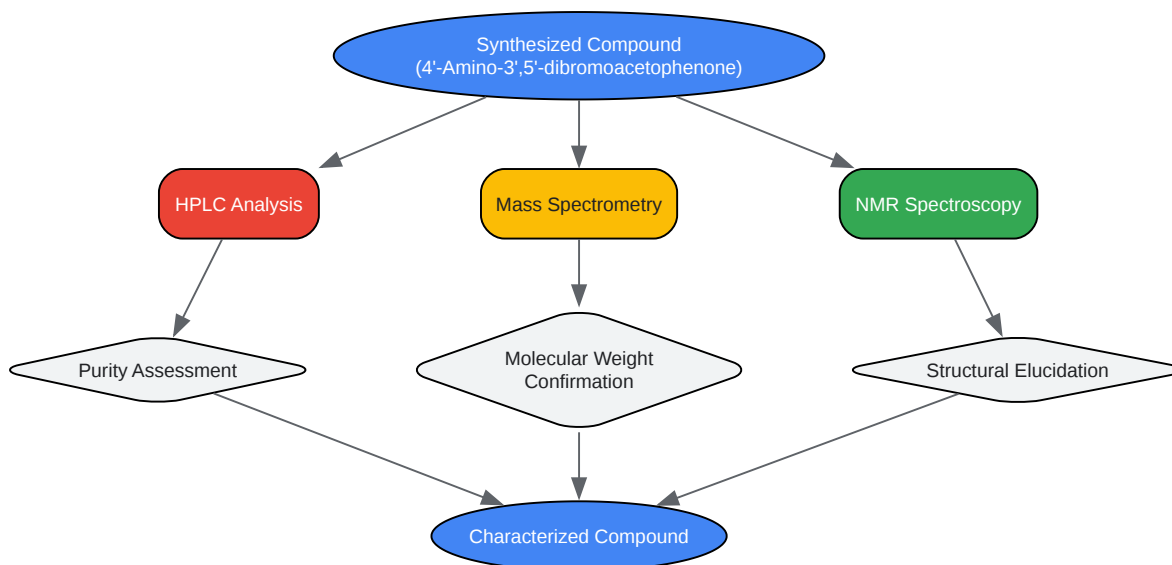 Synthesized Compound
(4'-Amino-3',5'-dibromoacetophenone)
HPLC Analysis
Mass Spectrometry
NMR Spectroscopy
Purity Assessment
Molecular Weight
Confirmation
Structural Elucidation
Characterized Compound